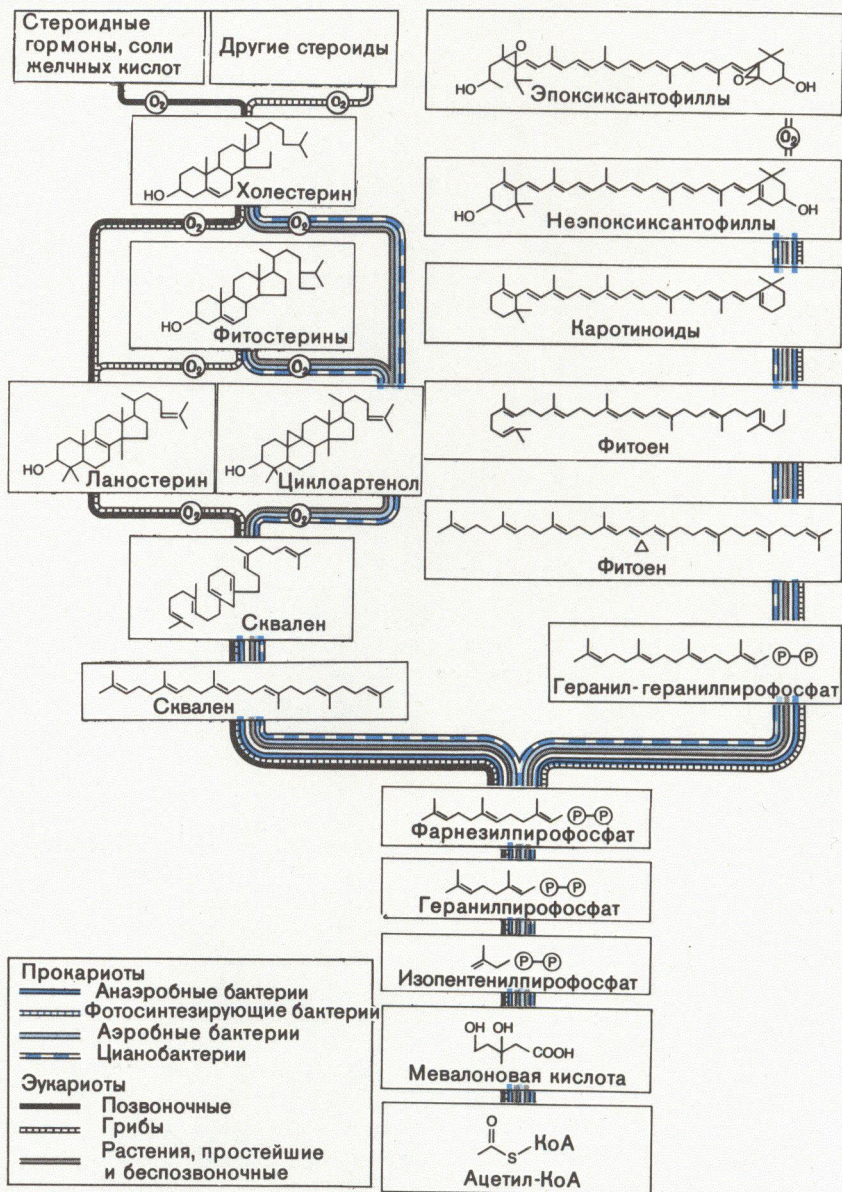 Стероидные
гормоны, соли
желчных кислот
Другие стероиды
O₂
O₂
HO
Холестерин
O₂
O₂
HO
Фитостерины
O₂
O₂
HO
Ланостерин
HO
Циклоартенол
O₂
O₂
Сквален
Сквален
HO
O
O
OH
Эпоксиксантофиллы
O₂
HO
OH
Неэпоксиксантофиллы
Каротиноиды
Фитоен
Фитоен
P P
Геранил-геранилпирофосфат
P P
Фарнезилпирофосфат
P P
Геранилпирофосфат
P P
Изопентенилпирофосфат
OH OH
COOH
Мевалоновая кислота
O
S KoA
Ацетил-КоА
Прокариоты
Анаэробные бактерии
Фотосинтезирующие бактерии
Аэробные бактерии
Цианобактерии
Эукариоты
Позвоночные
Грибы
Растения, простейшие
и беспозвоночные